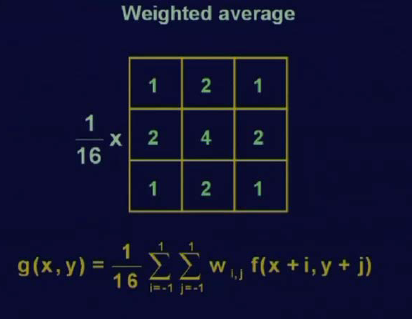 Weighted average
1 2 1
1/16 x 2 4 2
1 2 1
g(x,y) = 1/16 Σ_{i=-1}^{1} Σ_{j=-1}^{1} w_{i,j} f(x+i,y+j)